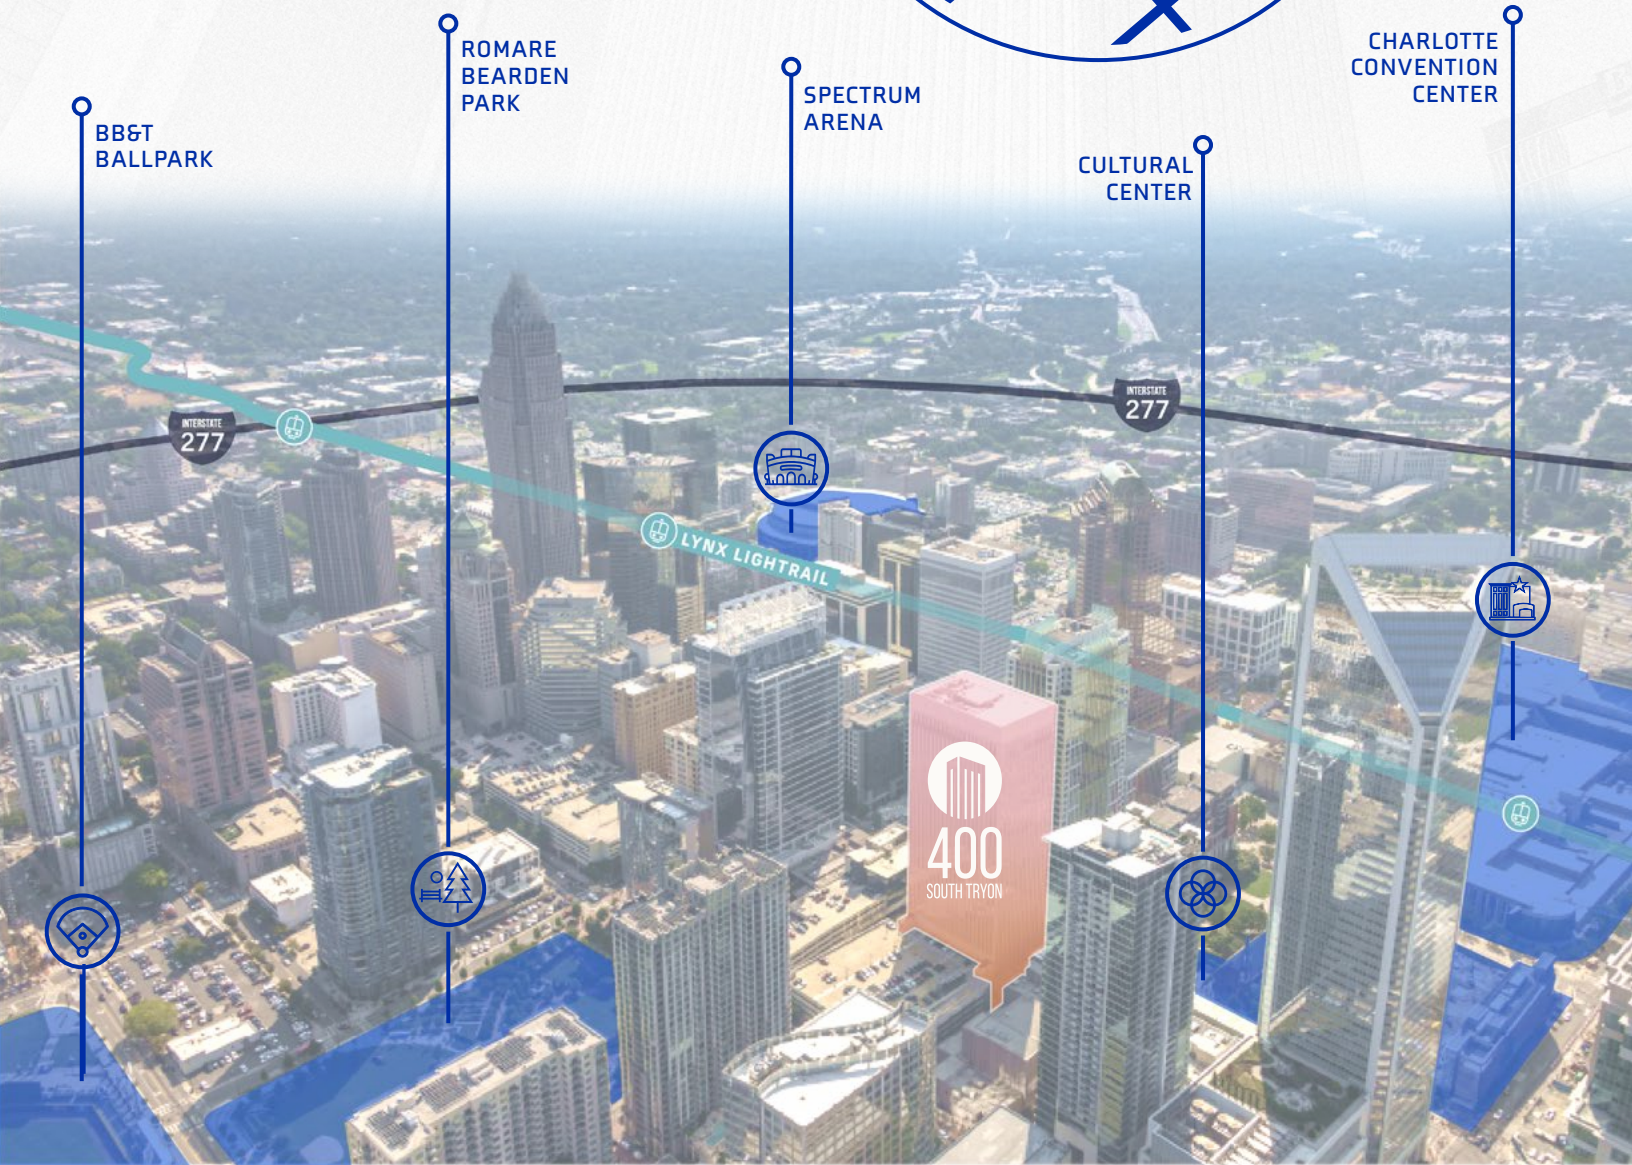 ROMARE
BEARDEN
PARK
CHARLOTTE
CONVENTION
CENTER
SPECTRUM
ARENA
BB&T
BALLPARK
CULTURAL
CENTER
INTERSTATE
277
INTERSTATE
277
LYNX LIGHTRAIL
400
SOUTH TRYON